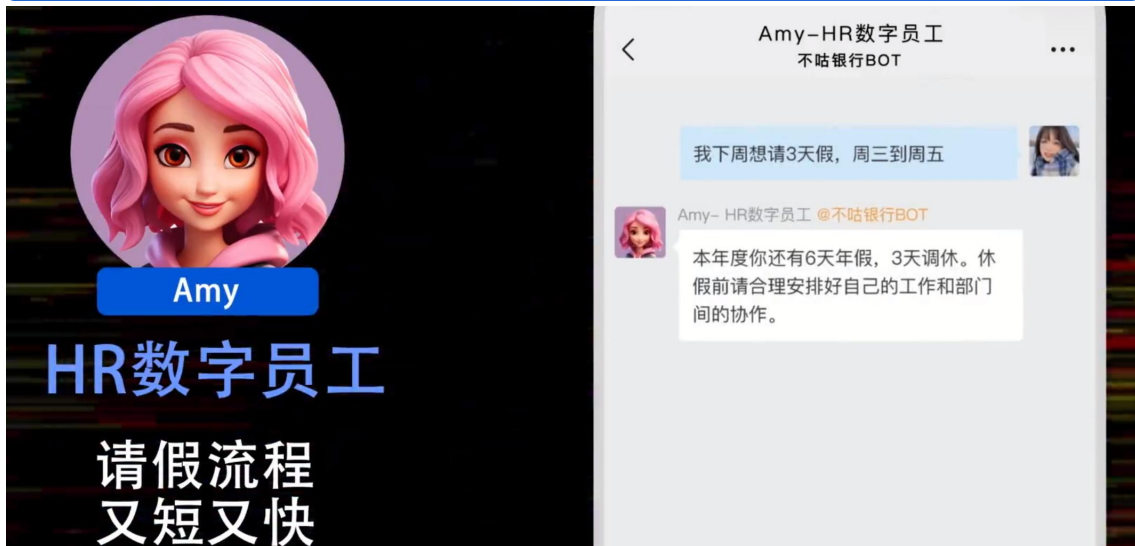 Amy
HR数字员工
请假流程
又短又快
Amy-HR数字员工
不咕银行BOT
我下周想请3天假，周三到周五
Amy- HR数字员工 @不咕银行BOT
本年度你还有6天年假，3天调休。休
假前请合理安排好自己的工作和部门
间的协作。